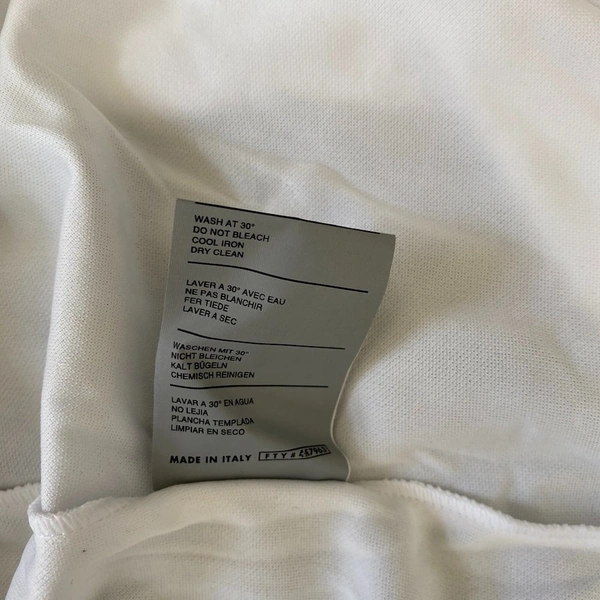 WASH AT 30°
DO NOT BLEACH
COOL IRON
DRY CLEAN
LAVER A 30° AVEC EAU
NE PAS BLANCHIR
FER TIEDE
LAVER A SEC
WASCHEN MIT 30°
NICHT BLEICHEN
KALT BÜGELN
CHEMISCH REINIGEN
LAVAR A 30° EN AGUA
NO LEJIA
PLANCHA TEMPLADA
LIMPIAR EN SECO
MADE IN ITALY FTY#